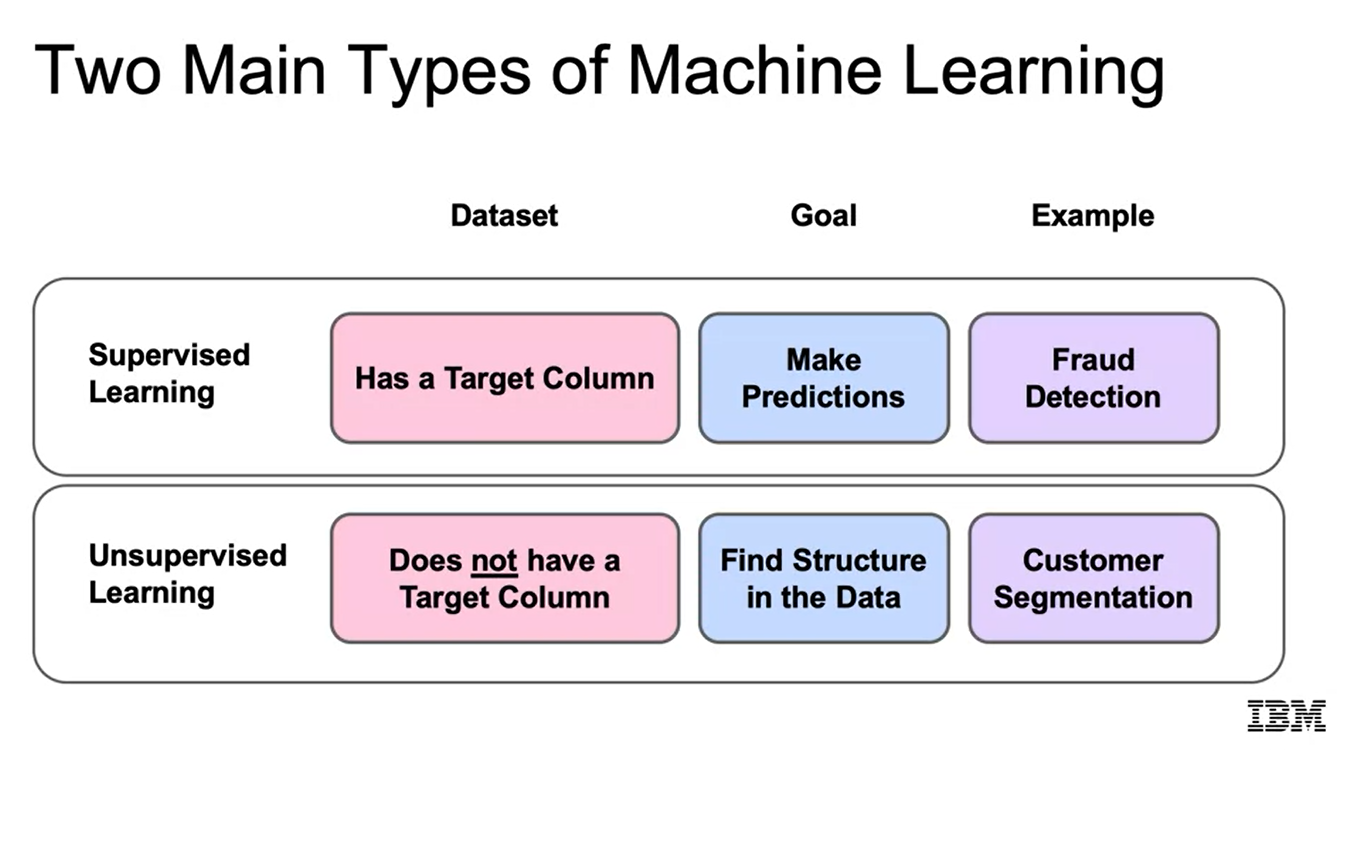 Two Main Types of Machine Learning
Dataset
Goal
Example
Supervised
Learning
Has a Target Column
Make
Predictions
Fraud
Detection
Unsupervised
Learning
Does not have a
Target Column
Find Structure
in the Data
Customer
Segmentation
IBM